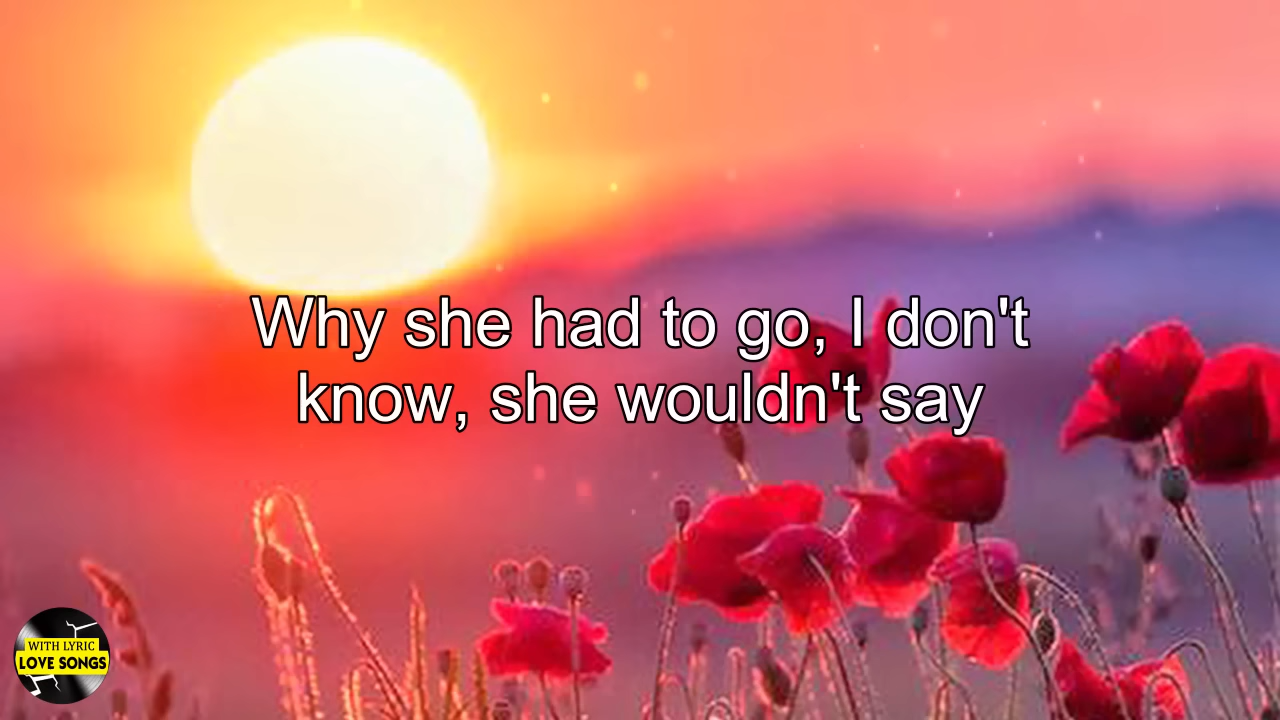 Why she had to go, I don't
know, she wouldn't say
WITH LYRIC
LOVE SONGS